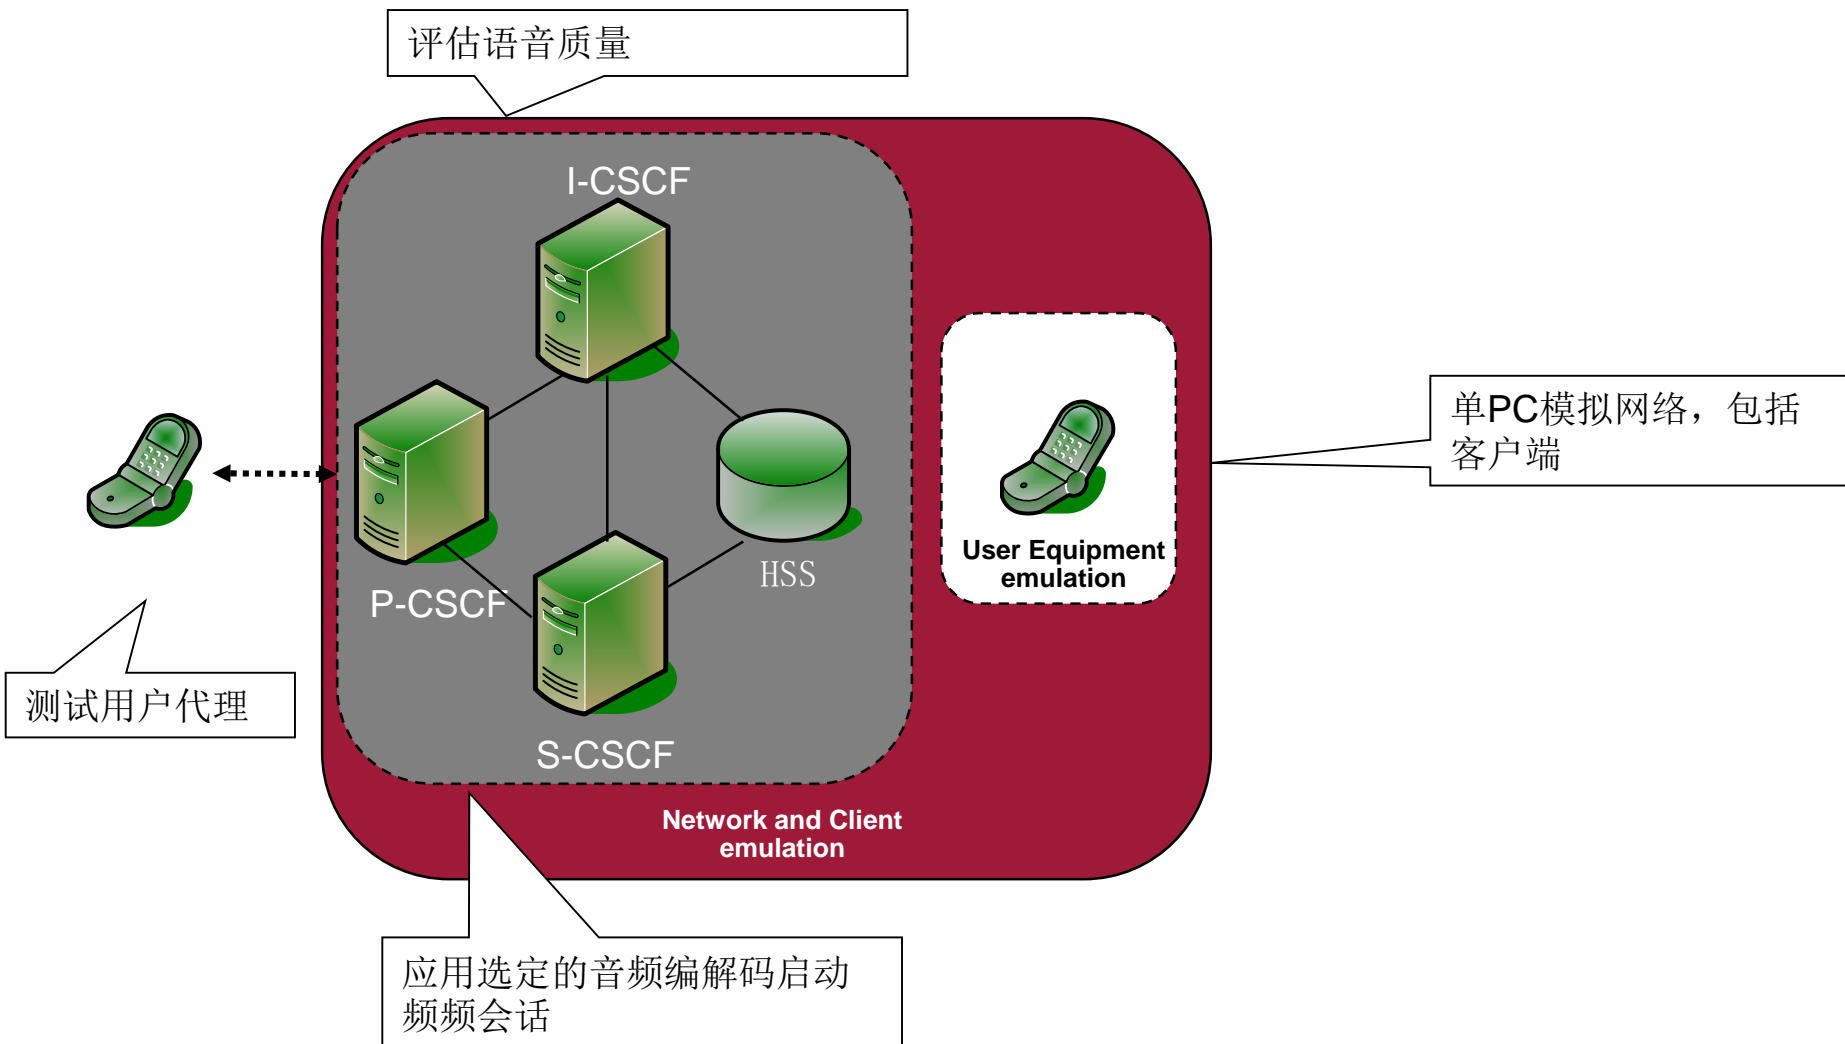 评估语音质量
I-CSCF
单PC模拟网络，包括
客户端
User Equipment
emulation
HSS
P-CSCF
测试用户代理
S-CSCF
Network and Client
emulation
应用选定的音频编解码启动
频频会话